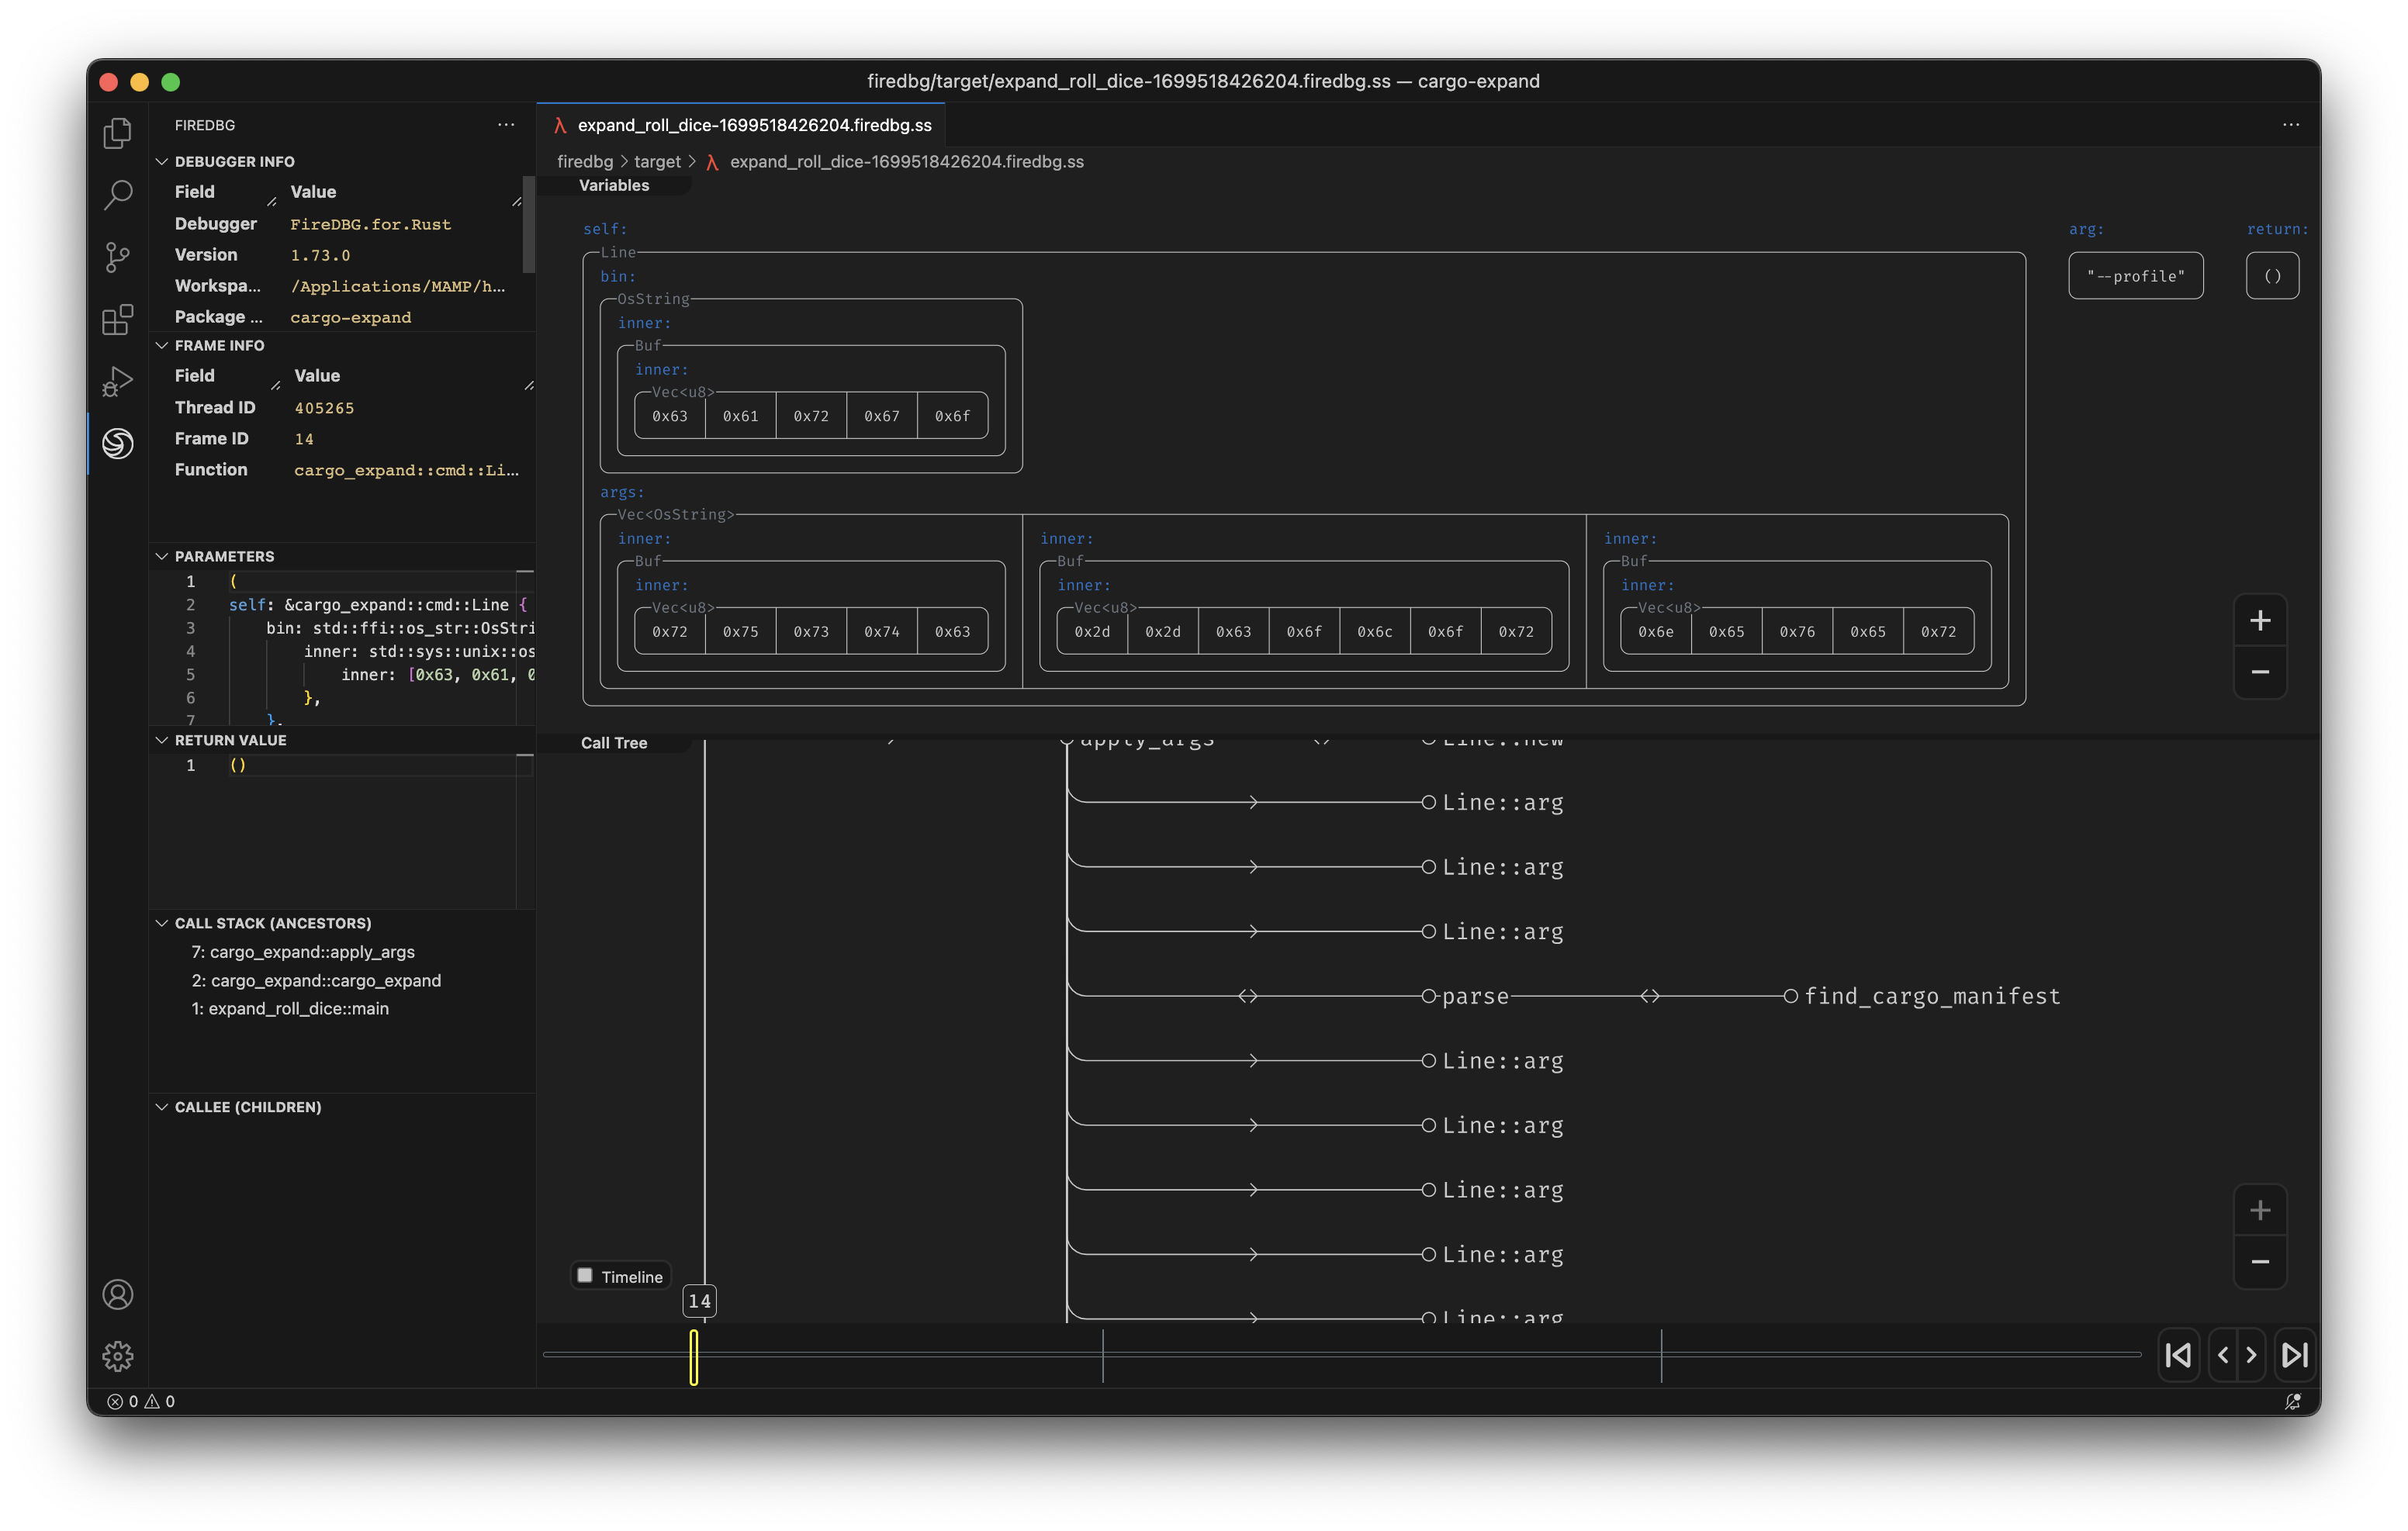 firedbg/target/expand_roll_dice-1699518426204.firedbg.ss — cargo-expand
FIREDBG
DEBUGGER INFO
Field Value
Debugger FireDBG.for.Rust
Version 1.73.0
Workspa... /Applications/MAMP/h...
Package ... cargo-expand
FRAME INFO
Field Value
Thread ID 405265
Frame ID 14
Function cargo_expand::cmd::Li...
PARAMETERS
1 (
2 self: &cargo_expand::cmd::Line {
3 bin: std::ffi::os_str::OsStri
4 inner: std::sys::unix::os
5 inner: [0x63, 0x61, 0
6 },
7 },
RETURN VALUE
1 ()
CALL STACK (ANCESTORS)
7: cargo_expand::apply_args
2: cargo_expand::cargo_expand
1: expand_roll_dice::main
CALLEE (CHILDREN)
λ expand_roll_dice-1699518426204.firedbg.ss
firedbg > target > λ expand_roll_dice-1699518426204.firedbg.ss
Variables
self: arg: return:
Line
bin:
"--profile" ()
OsString
inner:
Buf
inner:
Vec<u8>
0x63 0x61 0x72 0x67 0x6f
args:
Vec<OsString>
inner: inner: inner:
Buf Buf Buf
inner: inner: inner:
Vec<u8> Vec<u8> Vec<u8>
0x72 0x75 0x73 0x74 0x63 0x2d 0x2d 0x63 0x6f 0x6c 0x6f 0x72 0x6e 0x65 0x76 0x65 0x72
+
−
Call Tree
apply_args <> Line::new
Line::arg
Line::arg
Line::arg
<> parse <> find_cargo_manifest
Line::arg
Line::arg
Line::arg
Line::arg
Line::arg
+
−
Timeline
14
0 0